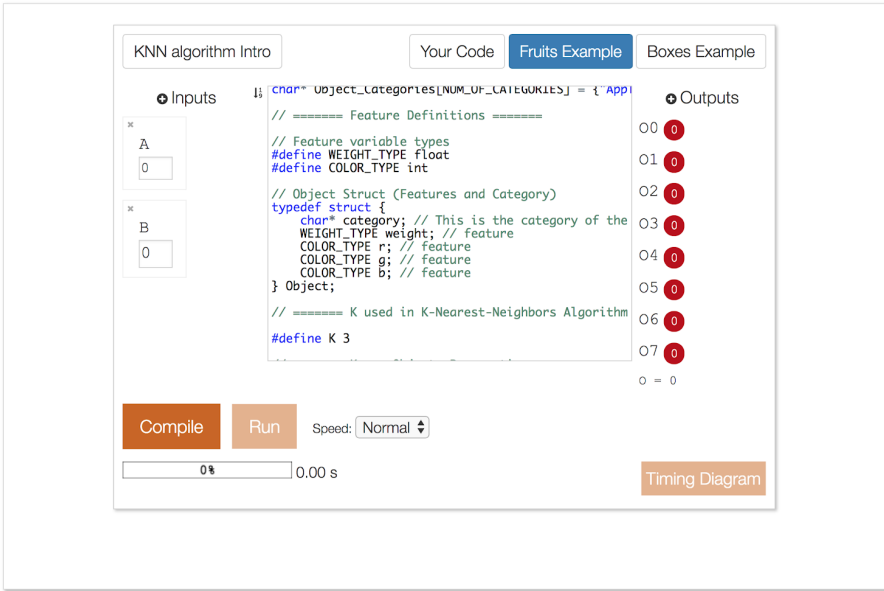 KNN algorithm Intro
Your Code
Fruits Example
Boxes Example
Inputs
A
0
B
0
char* Object_Categories[NUM_OF_CATEGORIES] = {"Appl
// ======= Feature Definitions =======
// Feature variable types
#define WEIGHT_TYPE float
#define COLOR_TYPE int
// Object Struct (Features and Category)
typedef struct {
char* category; // This is the category of the
WEIGHT_TYPE weight; // feature
COLOR_TYPE r; // feature
COLOR_TYPE g; // feature
COLOR_TYPE b; // feature
} Object;
// ======= K used in K-Nearest-Neighbors Algorithm
#define K 3
Outputs
O0 0
O1 0
O2 0
O3 0
O4 0
O5 0
O6 0
O7 0
O = 0
Compile
Run
Speed: Normal
0%
0.00 s
Timing Diagram